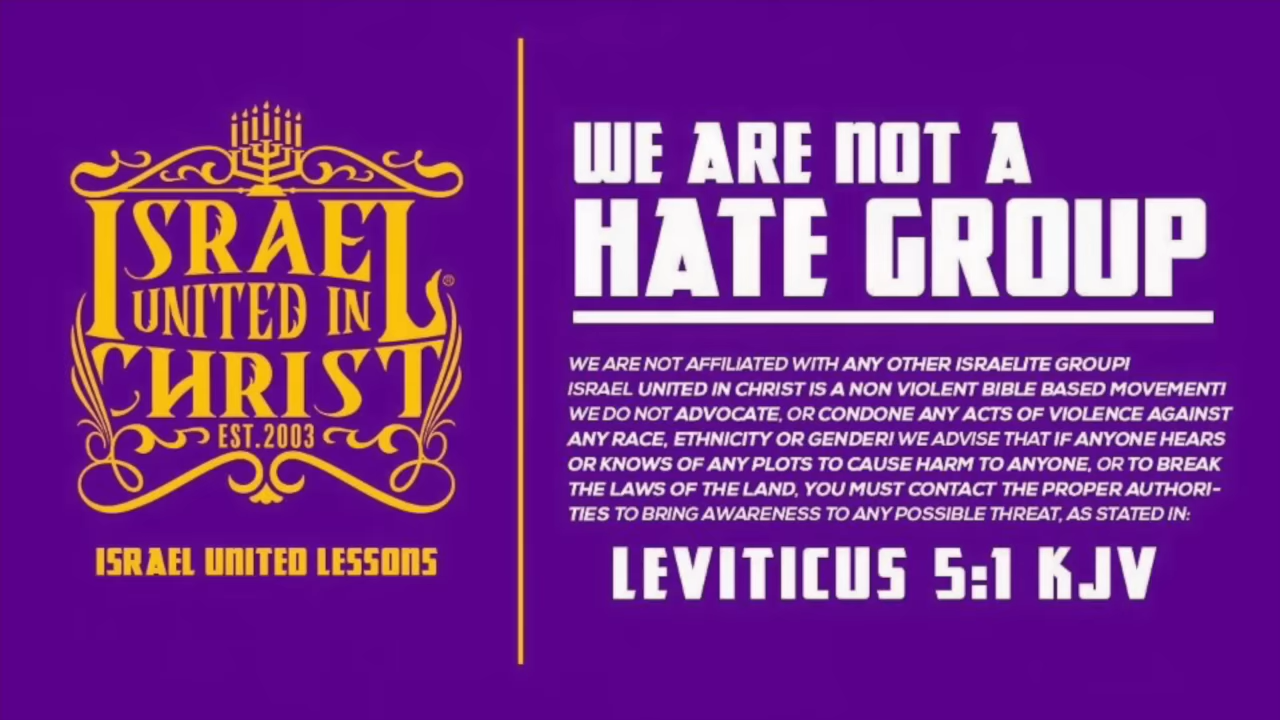 ISRAEL
UNITED IN
CHRIST
EST.2003
®
ISRAEL UNITED LESSONS
WE ARE NOT A
HATE GROUP
WE ARE NOT AFFILIATED WITH ANY OTHER ISRAELITE GROUP!
ISRAEL UNITED IN CHRIST IS A NON VIOLENT BIBLE BASED MOVEMENT!
WE DO NOT ADVOCATE, OR CONDONE ANY ACTS OF VIOLENCE AGAINST
ANY RACE, ETHNICITY OR GENDER! WE ADVISE THAT IF ANYONE HEARS
OR KNOWS OF ANY PLOTS TO CAUSE HARM TO ANYONE, OR TO BREAK
THE LAWS OF THE LAND, YOU MUST CONTACT THE PROPER AUTHORI-
TIES TO BRING AWARENESS TO ANY POSSIBLE THREAT, AS STATED IN:
LEVITICUS 5:1 KJV